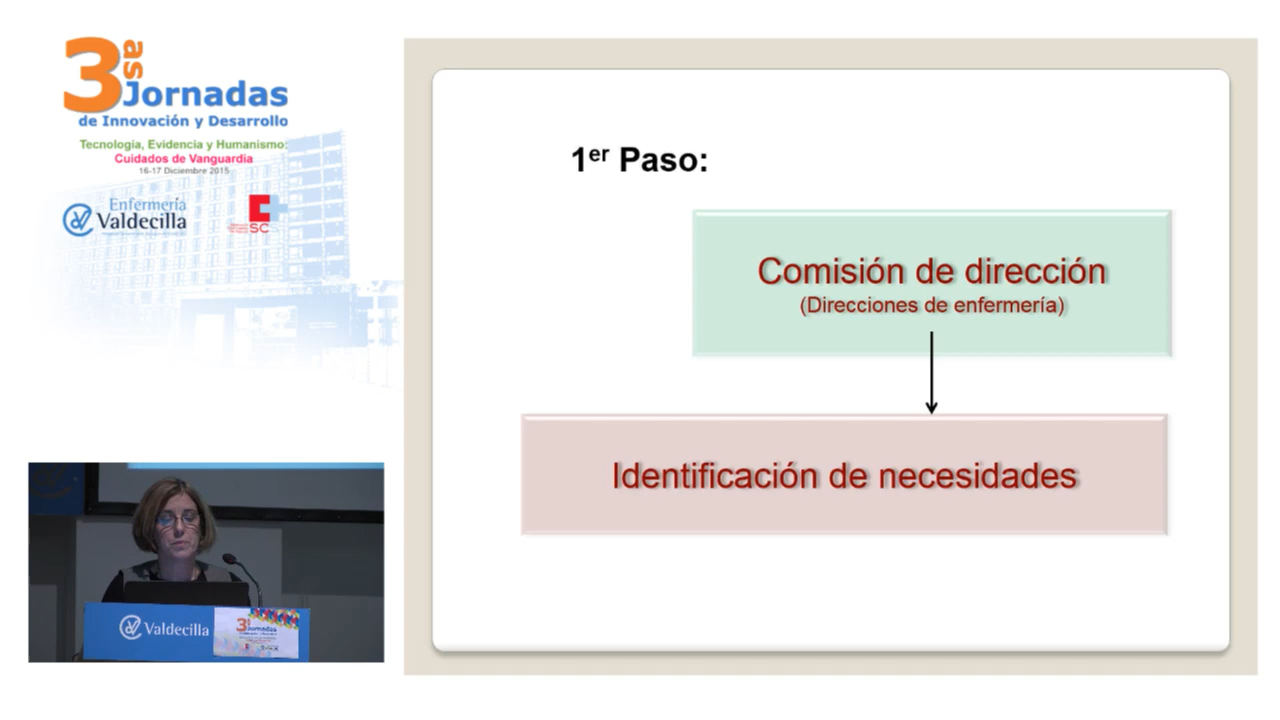 3as Jornadas
de Innovación y Desarrollo
Tecnología, Evidencia y Humanismo:
Cuidados de Vanguardia
16-17 Diciembre 2015
Enfermería
Valdecilla
SC
1er Paso:
Comisión de dirección
(Direcciones de enfermería)
Identificación de necesidades
Valdecilla
3as Jornadas